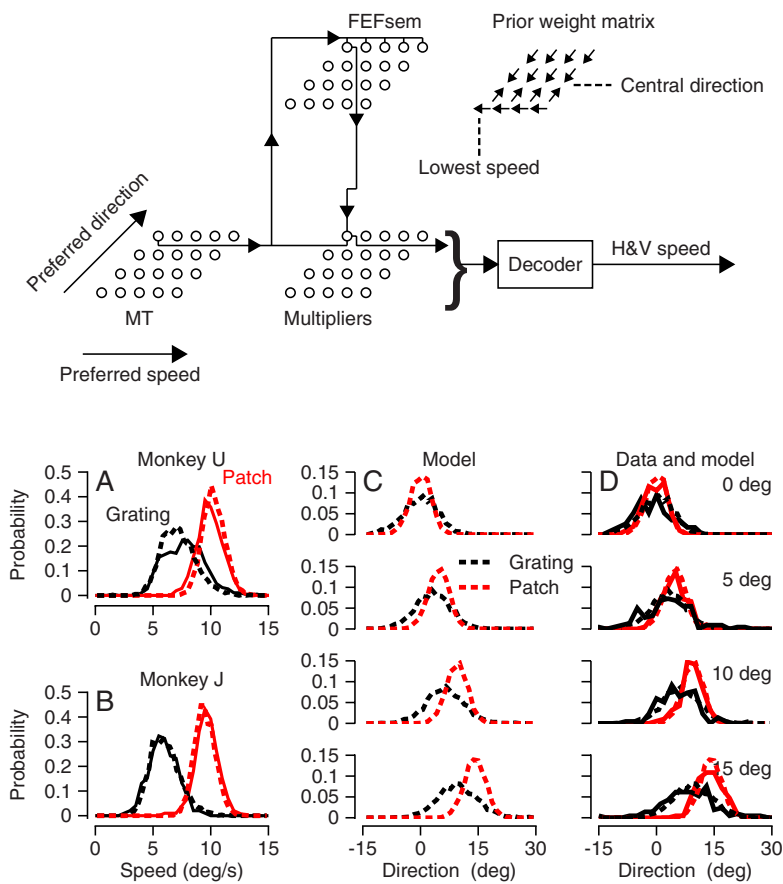 FEFsem
Prior weight matrix
Central direction
Lowest speed
Preferred direction
MT
Multipliers
}
Decoder
H&V speed
Preferred speed
A
Monkey U
Patch
Grating
Probability
0.5
0.4
0.3
0.2
0.1
0
0 5 10 15
B
Monkey J
Probability
0.5
0.4
0.3
0.2
0.1
0
0 5 10 15
Speed (deg/s)
C
Model
0.15
0.1
0.05
0
Grating
Patch
0.15
0.1
0.05
0
0.15
0.1
0.05
0
0.15
0.1
0.05
0
-15 0 15 30
Direction (deg)
D
Data and model
0 deg
5 deg
10 deg
15 deg
-15 0 15 30
Direction (deg)